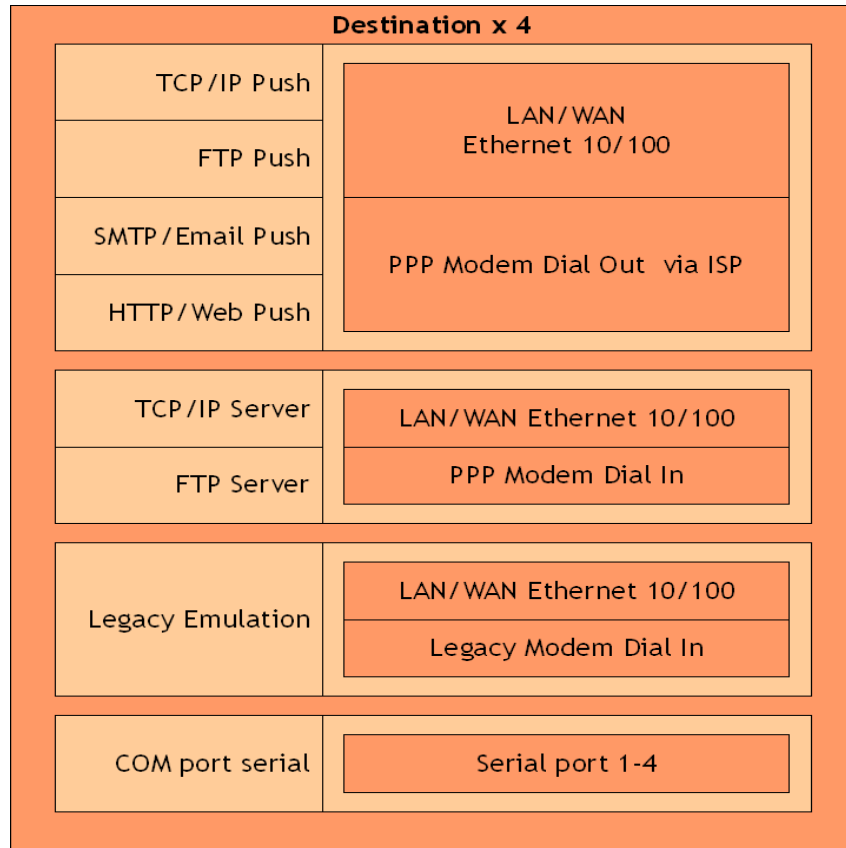 Destination x 4
TCP/IP Push
FTP Push
SMTP/Email Push
HTTP/Web Push
LAN/WAN
Ethernet 10/100
PPP Modem Dial Out via ISP
TCP/IP Server
FTP Server
LAN/WAN Ethernet 10/100
PPP Modem Dial In
Legacy Emulation
LAN/WAN Ethernet 10/100
Legacy Modem Dial In
COM port serial
Serial port 1-4